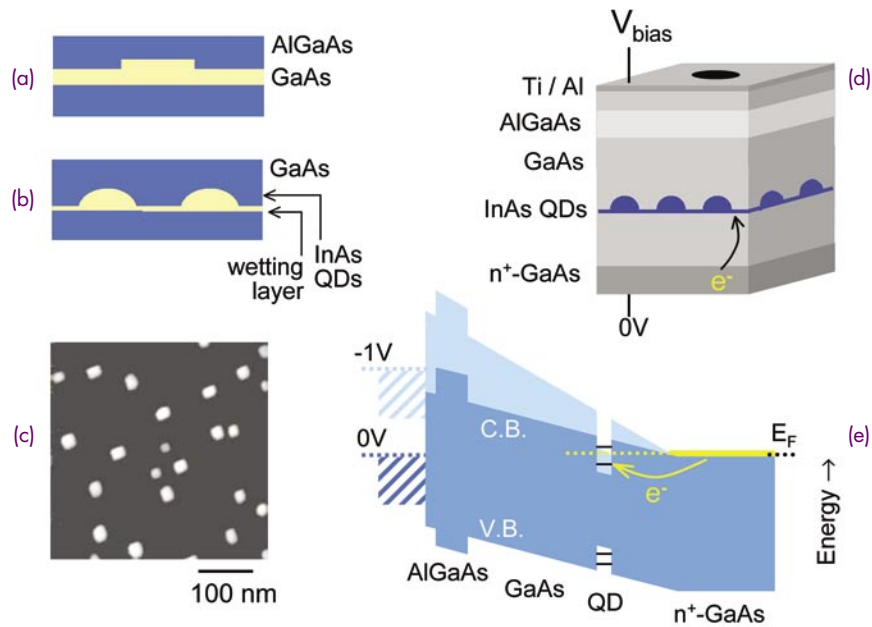 (a)
AlGaAs
GaAs
(b)
GaAs
wetting
layer
InAs
QDs
(c)
100 nm
(d)
V_bias
Ti / Al
AlGaAs
GaAs
InAs QDs
e⁻
n⁺-GaAs
0V
(e)
-1V
0V
C.B.
V.B.
E_F
e⁻
Energy →
AlGaAs
GaAs
QD
n⁺-GaAs